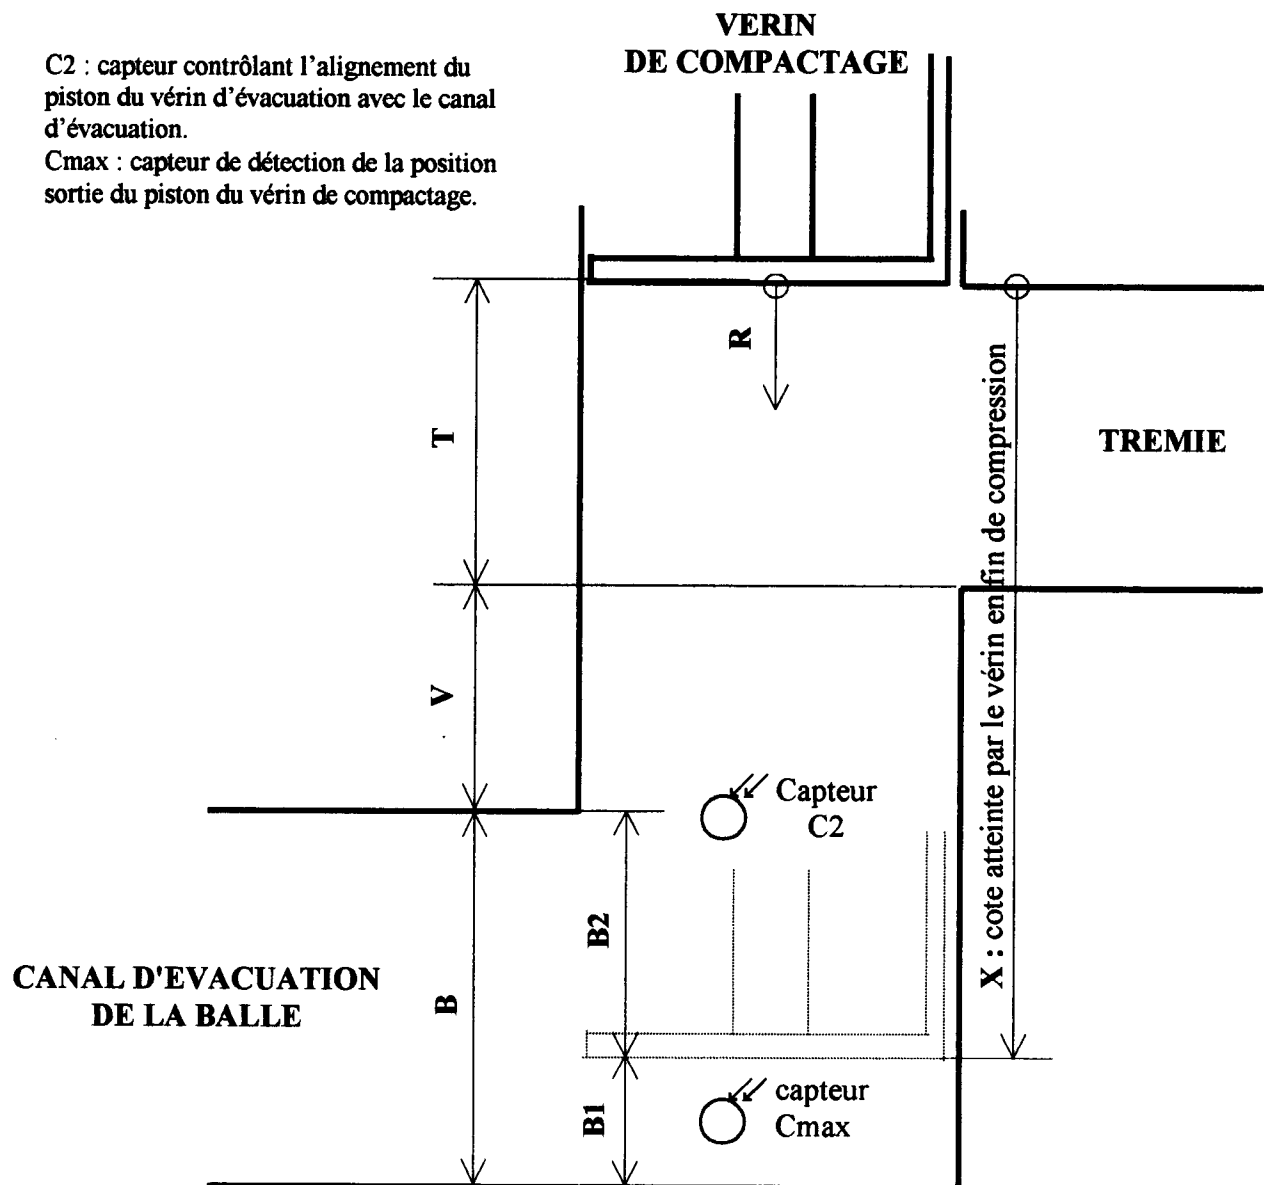 C2 : capteur contrôlant l'alignement du
piston du vérin d'évacuation avec le canal
d'évacuation.
Cmax : capteur de détection de la position
sortie du piston du vérin de compactage.
VERIN
DE COMPACTAGE
R
T
TREMIE
X : cote atteinte par le vérin en fin de compression
V
Capteur
C2
B2
CANAL D'EVACUATION
DE LA BALLE
B
B1
capteur
Cmax